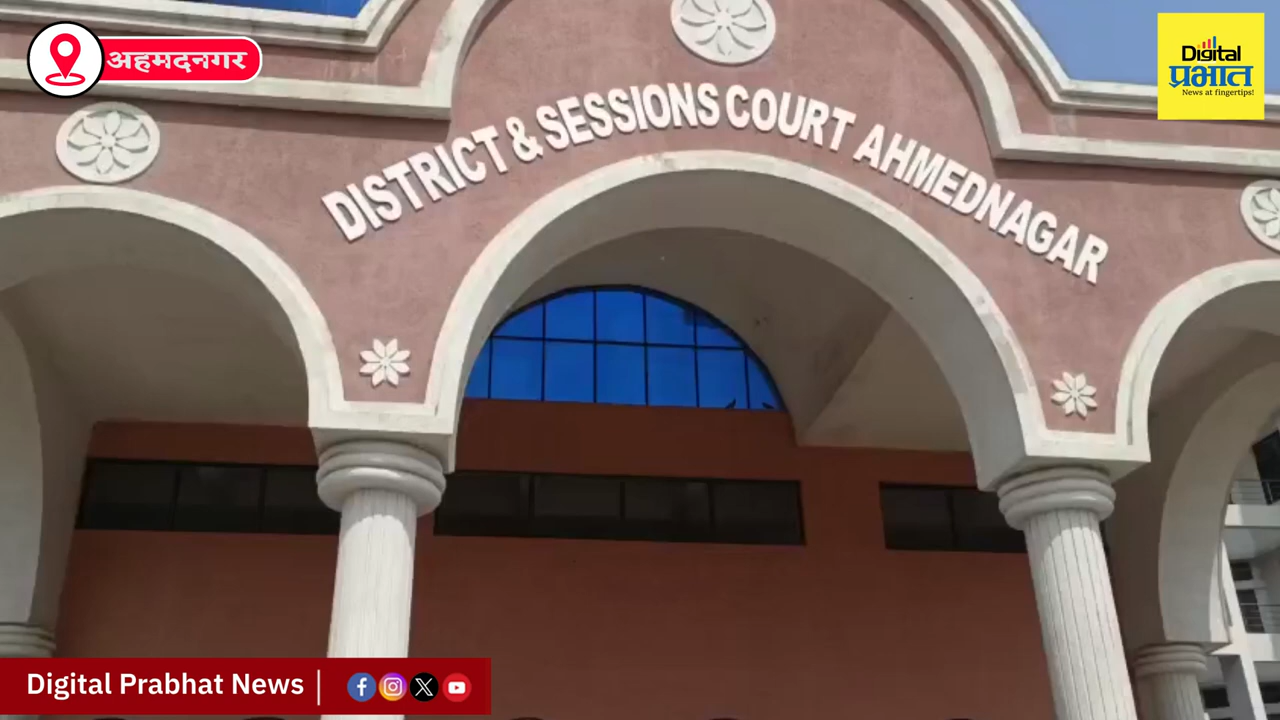 अहमदनगर
Digital
प्रभात
News at fingertips!
DISTRICT & SESSIONS COURT AHMEDNAGAR
Digital Prabhat News |